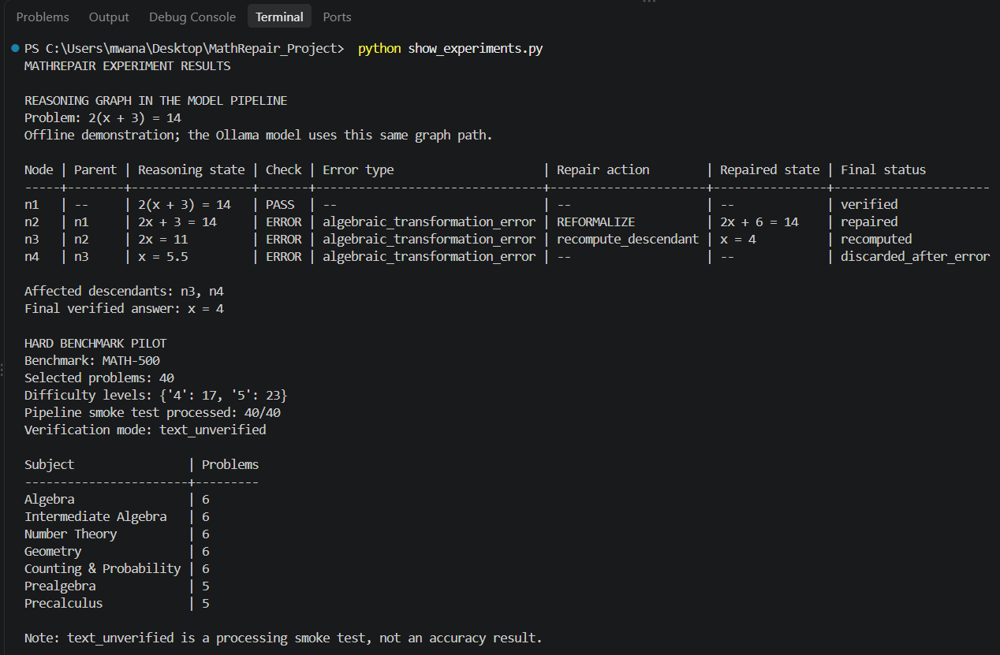 Problems Output Debug Console Terminal Ports
PS C:\Users\mwana\Desktop\MathRepair_Project> python show_experiments.py
MATHREPAIR EXPERIMENT RESULTS
REASONING GRAPH IN THE MODEL PIPELINE
Problem: 2(x + 3) = 14
Offline demonstration; the Ollama model uses this same graph path.
Node | Parent | Reasoning state | Check | Error type | Repair action | Repaired state | Final status
-----+--------+-----------------+-------+--------------------------------+----------------------+----------------+----------------------
n1 | -- | 2(x + 3) = 14 | PASS | -- | -- | -- | verified
n2 | n1 | 2x + 3 = 14 | ERROR | algebraic_transformation_error | REFORMALIZE | 2x + 6 = 14 | repaired
n3 | n2 | 2x = 11 | ERROR | algebraic_transformation_error | recompute_descendant | x = 4 | recomputed
n4 | n3 | x = 5.5 | ERROR | algebraic_transformation_error | -- | -- | discarded_after_error
Affected descendants: n3, n4
Final verified answer: x = 4
HARD BENCHMARK PILOT
Benchmark: MATH-500
Selected problems: 40
Difficulty levels: {'4': 17, '5': 23}
Pipeline smoke test processed: 40/40
Verification mode: text_unverified
Subject | Problems
-----------------------+---------
Algebra | 6
Intermediate Algebra | 6
Number Theory | 6
Geometry | 6
Counting & Probability | 6
Prealgebra | 5
Precalculus | 5
Note: text_unverified is a processing smoke test, not an accuracy result.